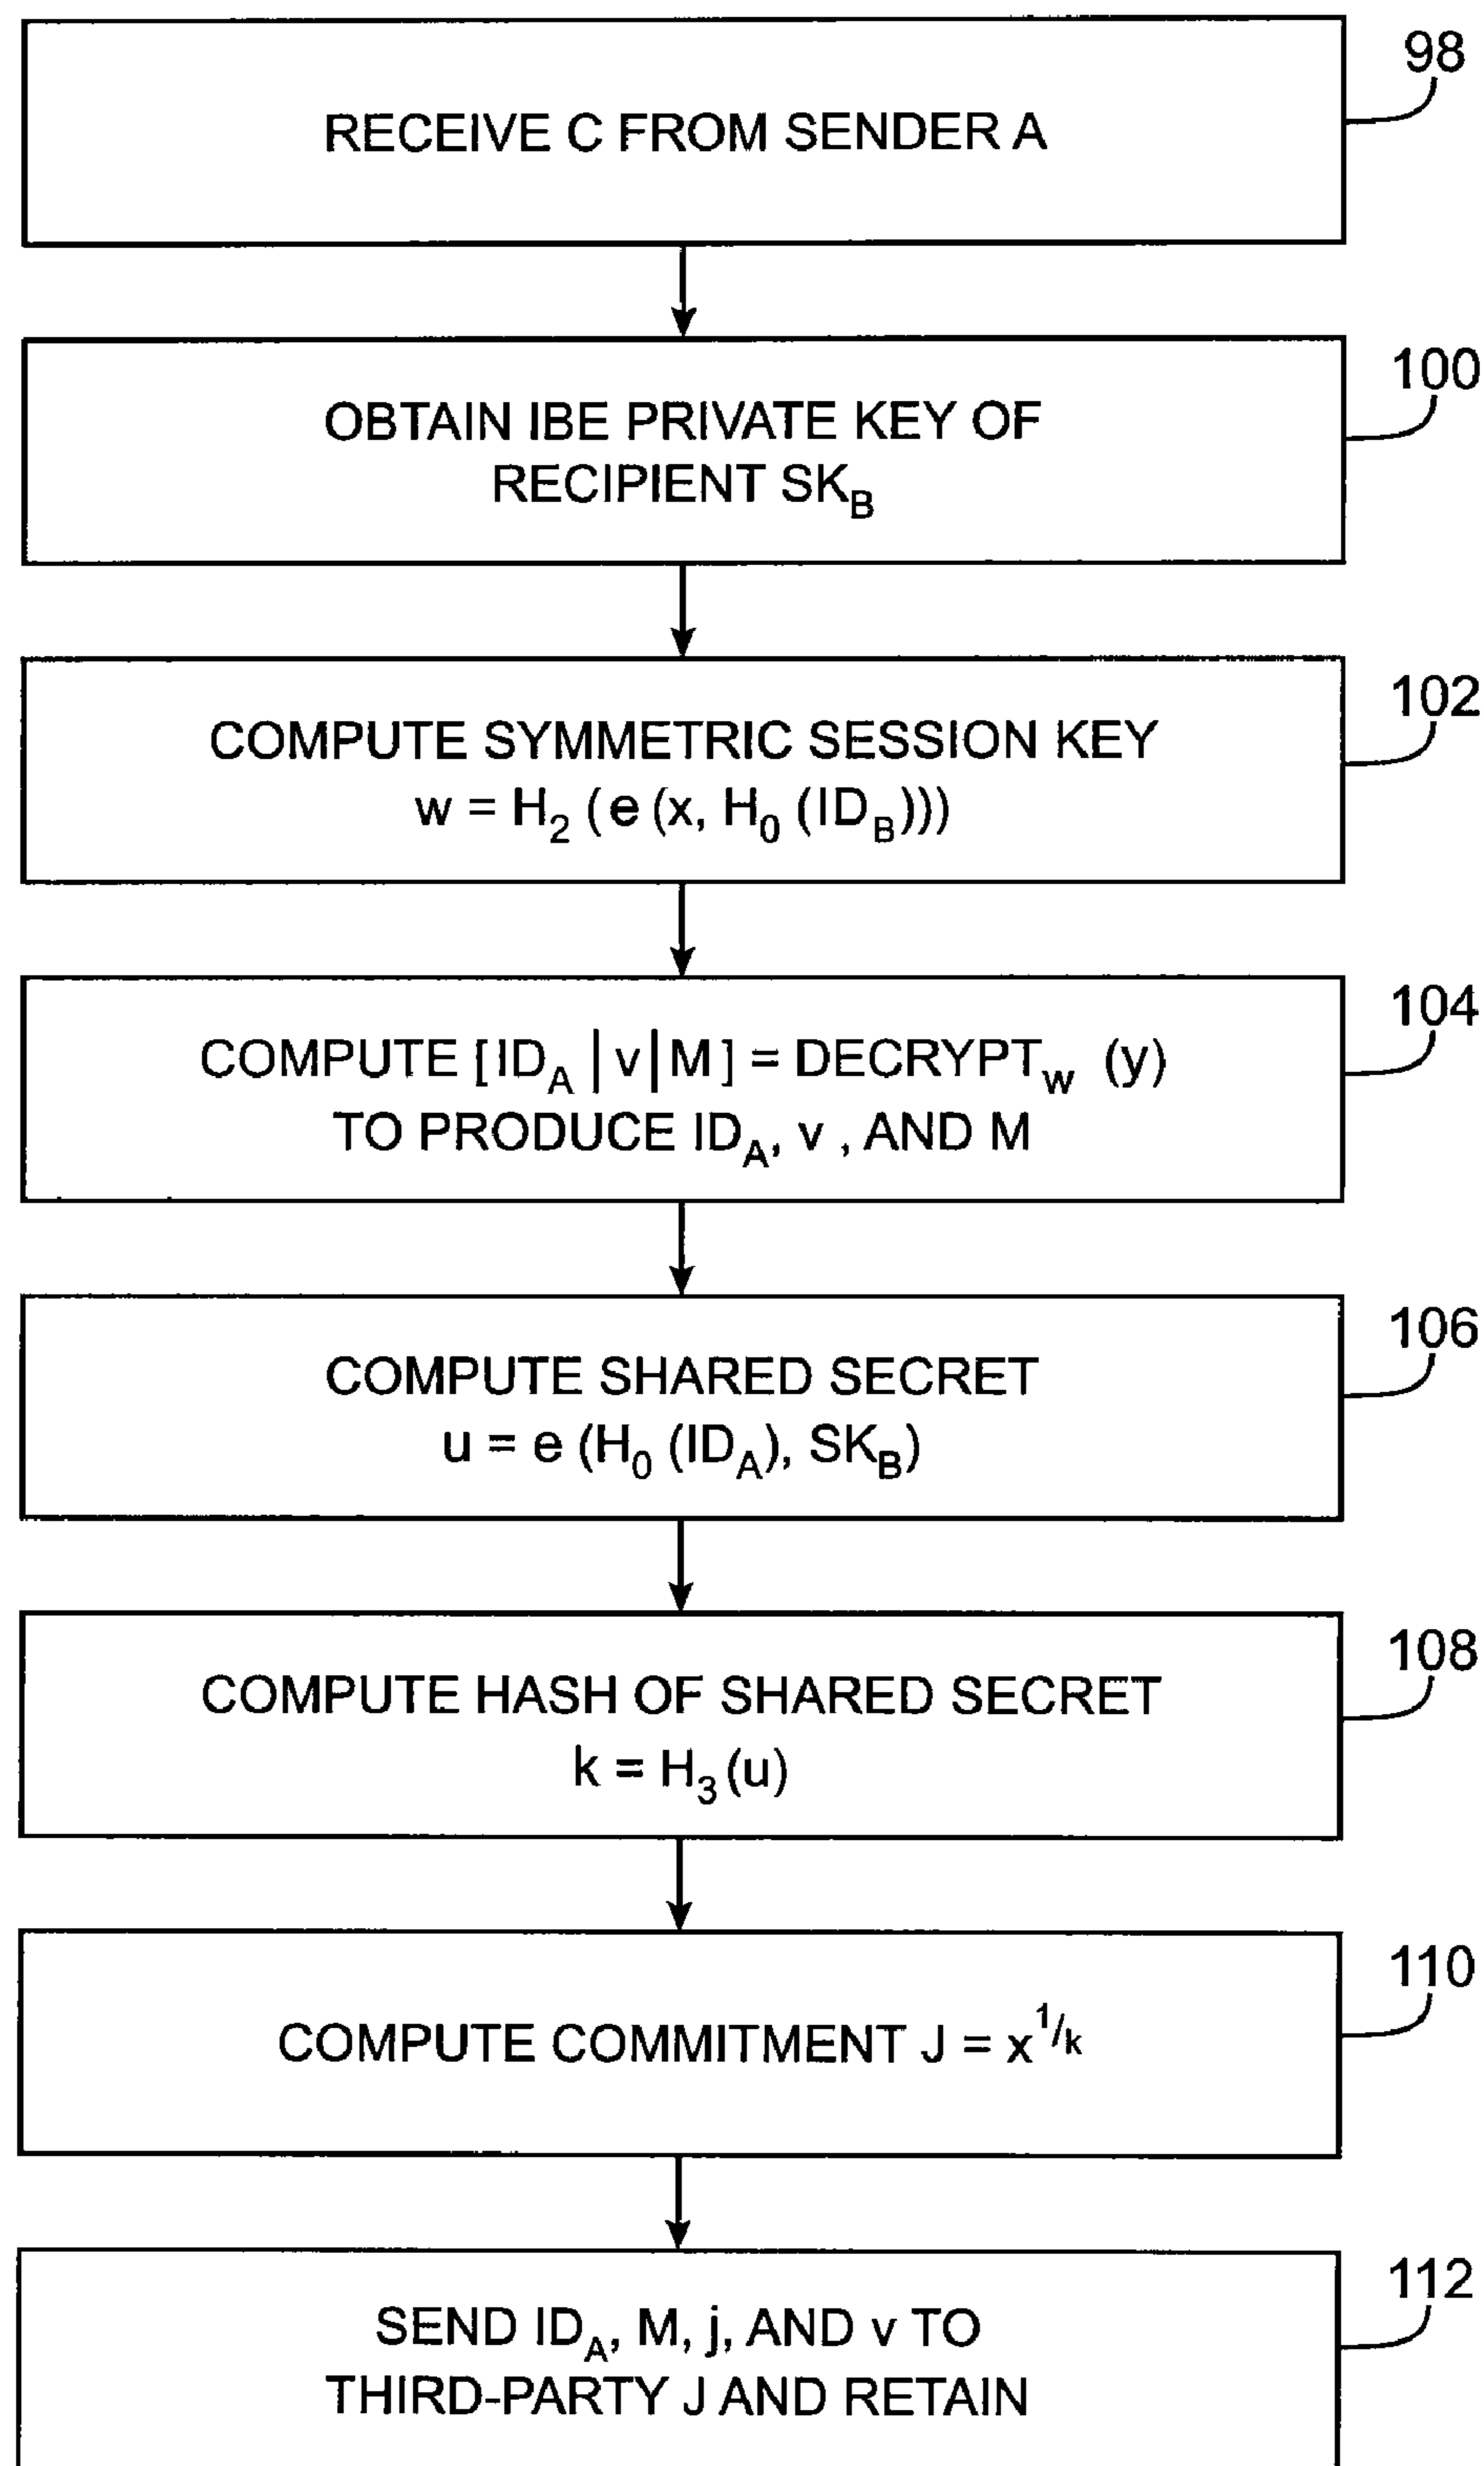 98
RECEIVE C FROM SENDER A
100
OBTAIN IBE PRIVATE KEY OF
RECIPIENT SK_B
102
COMPUTE SYMMETRIC SESSION KEY
w = H_2 ( e (x, H_0 (ID_B)))
104
COMPUTE [ ID_A | v | M ] = DECRYPT_w (y)
TO PRODUCE ID_A, v , AND M
106
COMPUTE SHARED SECRET
u = e (H_0 (ID_A), SK_B)
108
COMPUTE HASH OF SHARED SECRET
k = H_3 (u)
110
COMPUTE COMMITMENT J = x^1/k
112
SEND ID_A, M, j, AND v TO
THIRD-PARTY J AND RETAIN